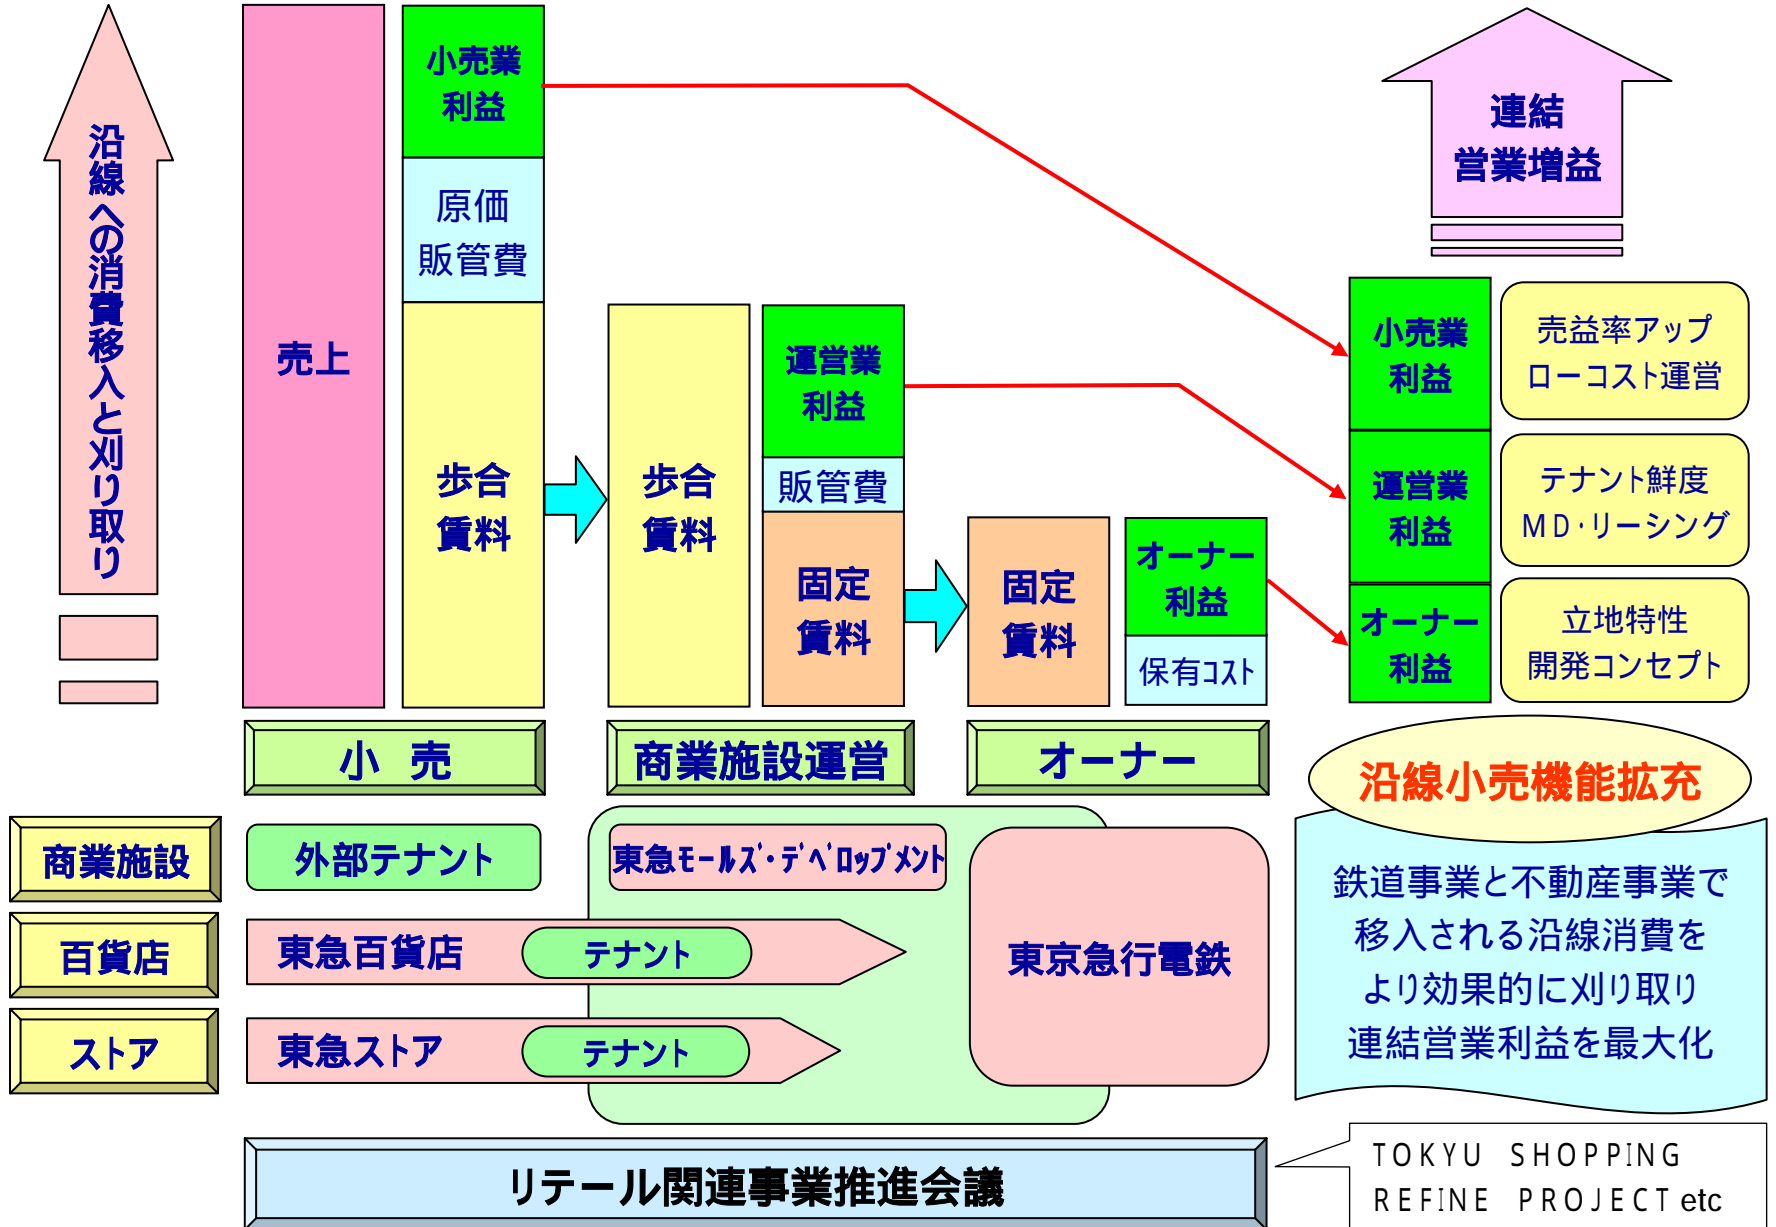 沿線への消費移入と刈り取り
売上
小売業
利益
原価
販管費
歩合
賃料
歩合
賃料
運営業
利益
販管費
固定
賃料
固定
賃料
オーナー
利益
保有コスト
連結
営業増益
小売業
利益
売益率アップ
ローコスト運営
運営業
利益
テナント鮮度
MD・リーシング
オーナー
利益
立地特性
開発コンセプト
小 売
商業施設運営
オーナー
沿線小売機能拡充
商業施設
外部テナント
東急モールズ・デベロップメント
百貨店
東急百貨店
テナント
東京急行電鉄
ストア
東急ストア
テナント
鉄道事業と不動産事業で
移入される沿線消費を
より効果的に刈り取り
連結営業利益を最大化
リテール関連事業推進会議
TOKYU SHOPPING
REFINE PROJECT etc